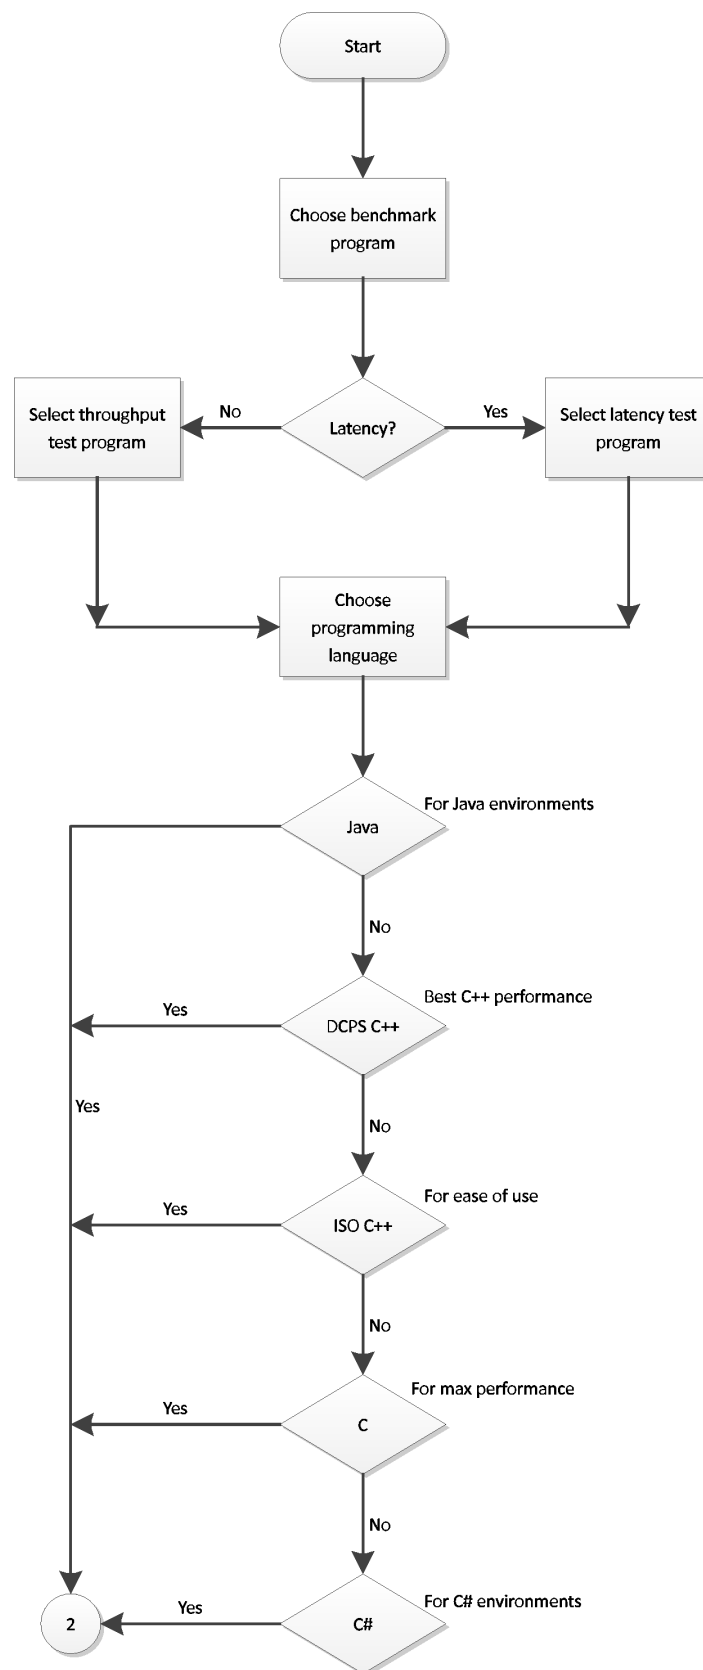 Start
Choose benchmark
program
No
Yes
Select throughput
test program
Latency?
Select latency test
program
Choose
programming
language
For Java environments
Java
No
Best C++ performance
Yes
DCPS C++
Yes
No
For ease of use
Yes
ISO C++
No
For max performance
Yes
C
No
For C# environments
Yes
2
C#